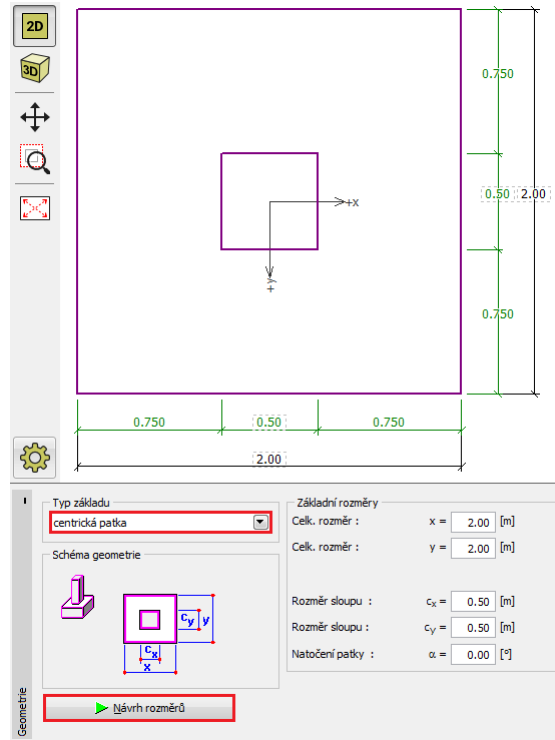 2D
3D
0.750
0.50
2.00
+x
+y
0.750
0.750
0.50
0.750
2.00
Typ základu
centrická patka
Schéma geometrie
cy
y
cx
x
Návrh rozměrů
Základní rozměry
Celk. rozměr :
x =
2.00
[m]
Celk. rozměr :
y =
2.00
[m]
Rozměr sloupu :
cx =
0.50
[m]
Rozměr sloupu :
cy =
0.50
[m]
Natočení patky :
α =
0.00
[°]
Geometrie